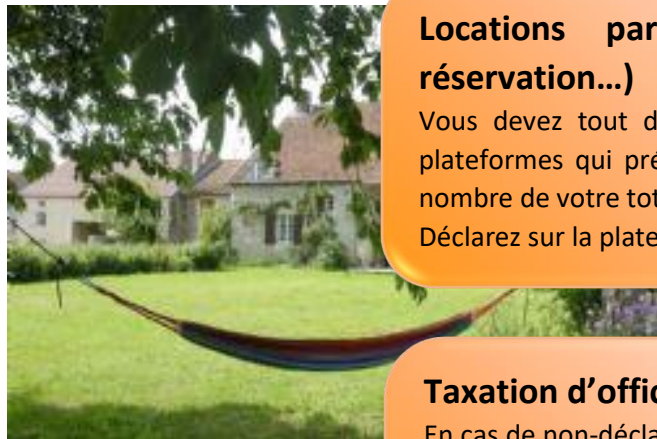 Locations par
réservation…)
Vous devez tout d
plateformes qui pré
nombre de votre tot
Déclarez sur la plate
Taxation d’offic
En cas de non-décla